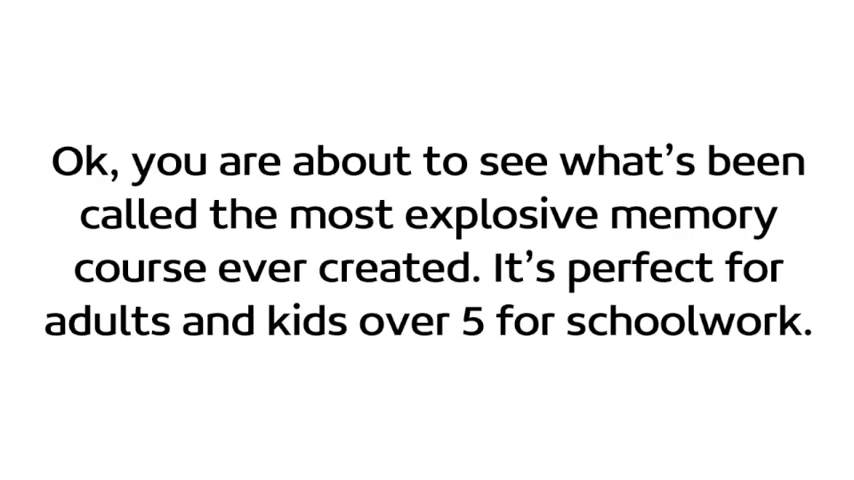 Ok, you are about to see what’s been
called the most explosive memory
course ever created. It’s perfect for
adults and kids over 5 for schoolwork.